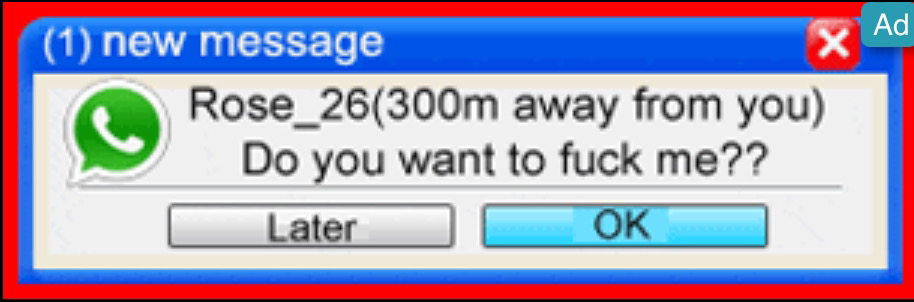 Ad
(1) new message
Rose_26(300m away from you)
Do you want to fuck me??
Later
OK